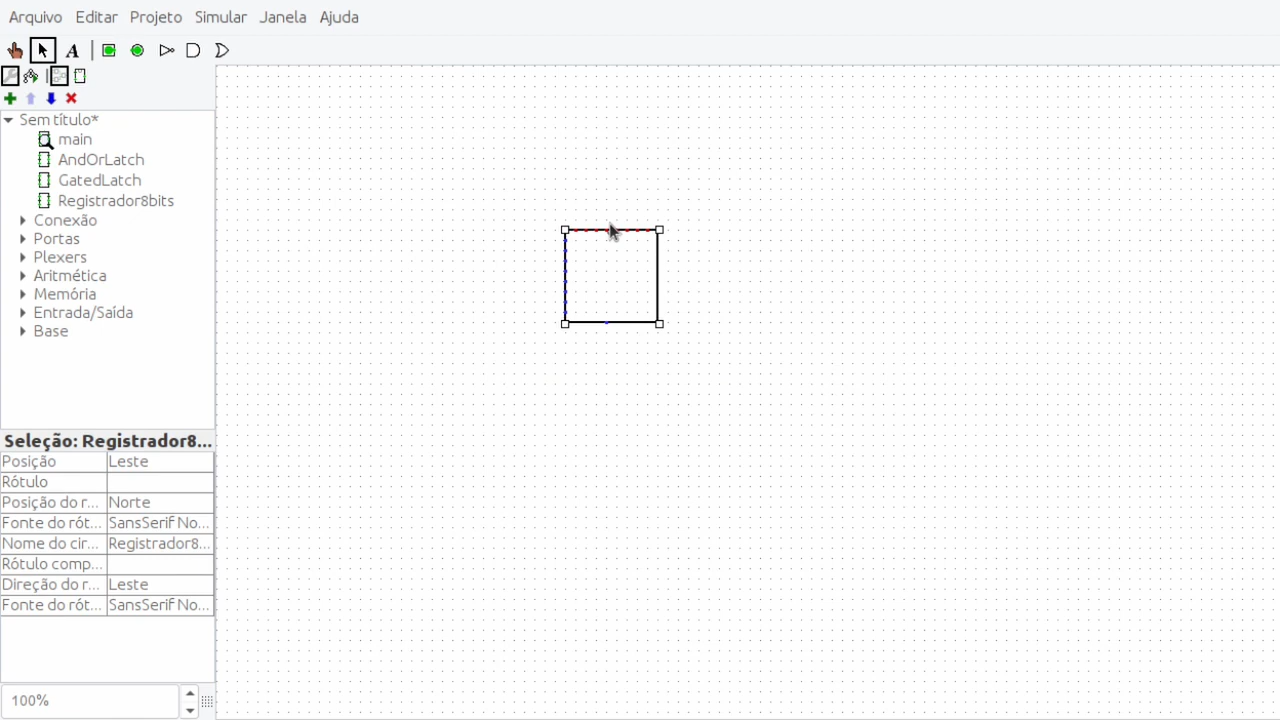 Arquivo Editar Projeto Simular Janela Ajuda
A
Sem título*
main
AndOrLatch
GatedLatch
Registrador8bits
Conexão
Portas
Plexers
Aritmética
Memória
Entrada/Saída
Base
Seleção: Registrador8...
Posição Leste
Rótulo
Posição do r... Norte
Fonte do rót... SansSerif No...
Nome do cir... Registrador8...
Rótulo comp...
Direção do r... Leste
Fonte do rót... SansSerif No...
100%